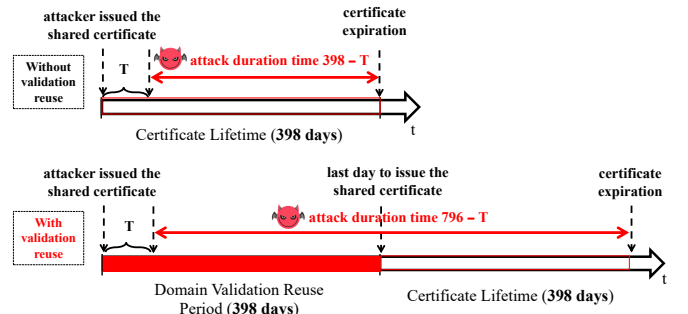 attacker issued the
shared certificate
certificate
expiration
Without
validation
reuse
T
attack duration time 398 – T
t
Certificate Lifetime (398 days)
attacker issued the
shared certificate
last day to issue the
shared certificate
certificate
expiration
With
validation
reuse
T
attack duration time 796 – T
t
Domain Validation Reuse
Period (398 days)
Certificate Lifetime (398 days)